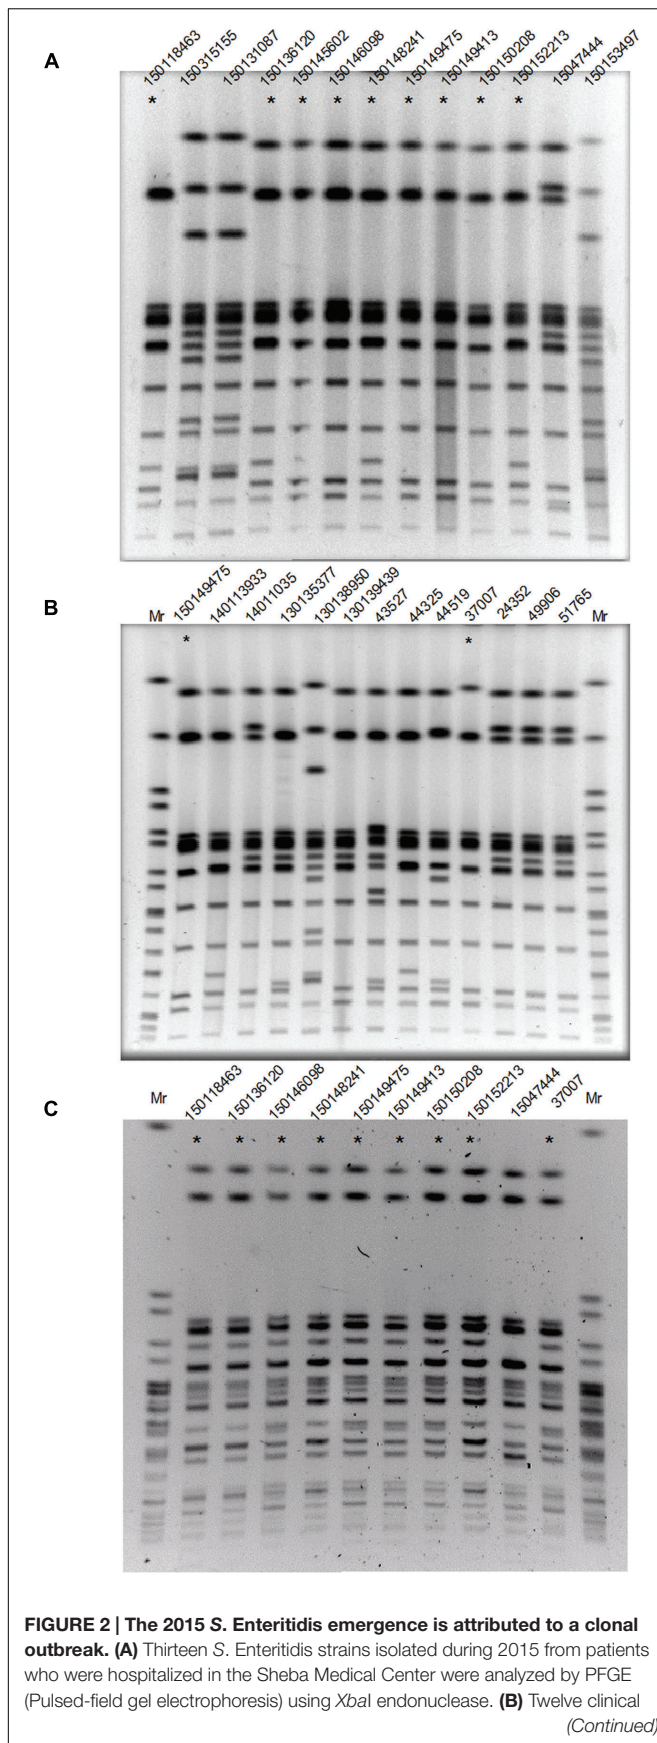 A
150118463 150315155 150131087 150136120 150145602 150146098 150148241 150149475 150149413 150150208 150152213 15047444 150153497
* * * * * * * * *
B
Mr 150149475 140113933 14011035 130135377 130138950 130139439 43527 44325 44519 37007 24352 49906 51765 Mr
* *
C
Mr 150118463 150136120 150146098 150148241 150149475 150149413 150150208 150152213 15047444 37007 Mr
* * * * * * * * *
FIGURE 2 | The 2015 S. Enteritidis emergence is attributed to a clonal
outbreak. (A) Thirteen S. Enteritidis strains isolated during 2015 from patients
who were hospitalized in the Sheba Medical Center were analyzed by PFGE
(Pulsed-field gel electrophoresis) using XbaI endonuclease. (B) Twelve clinical
(Continued)